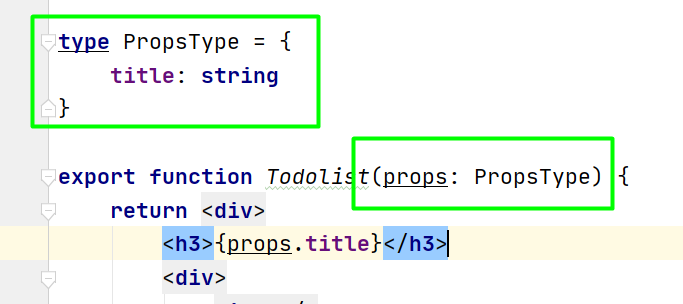 type PropsType = {
title: string
}
export function Todolist(props: PropsType) {
return <div>
<h3>{props.title}</h3>
<div>